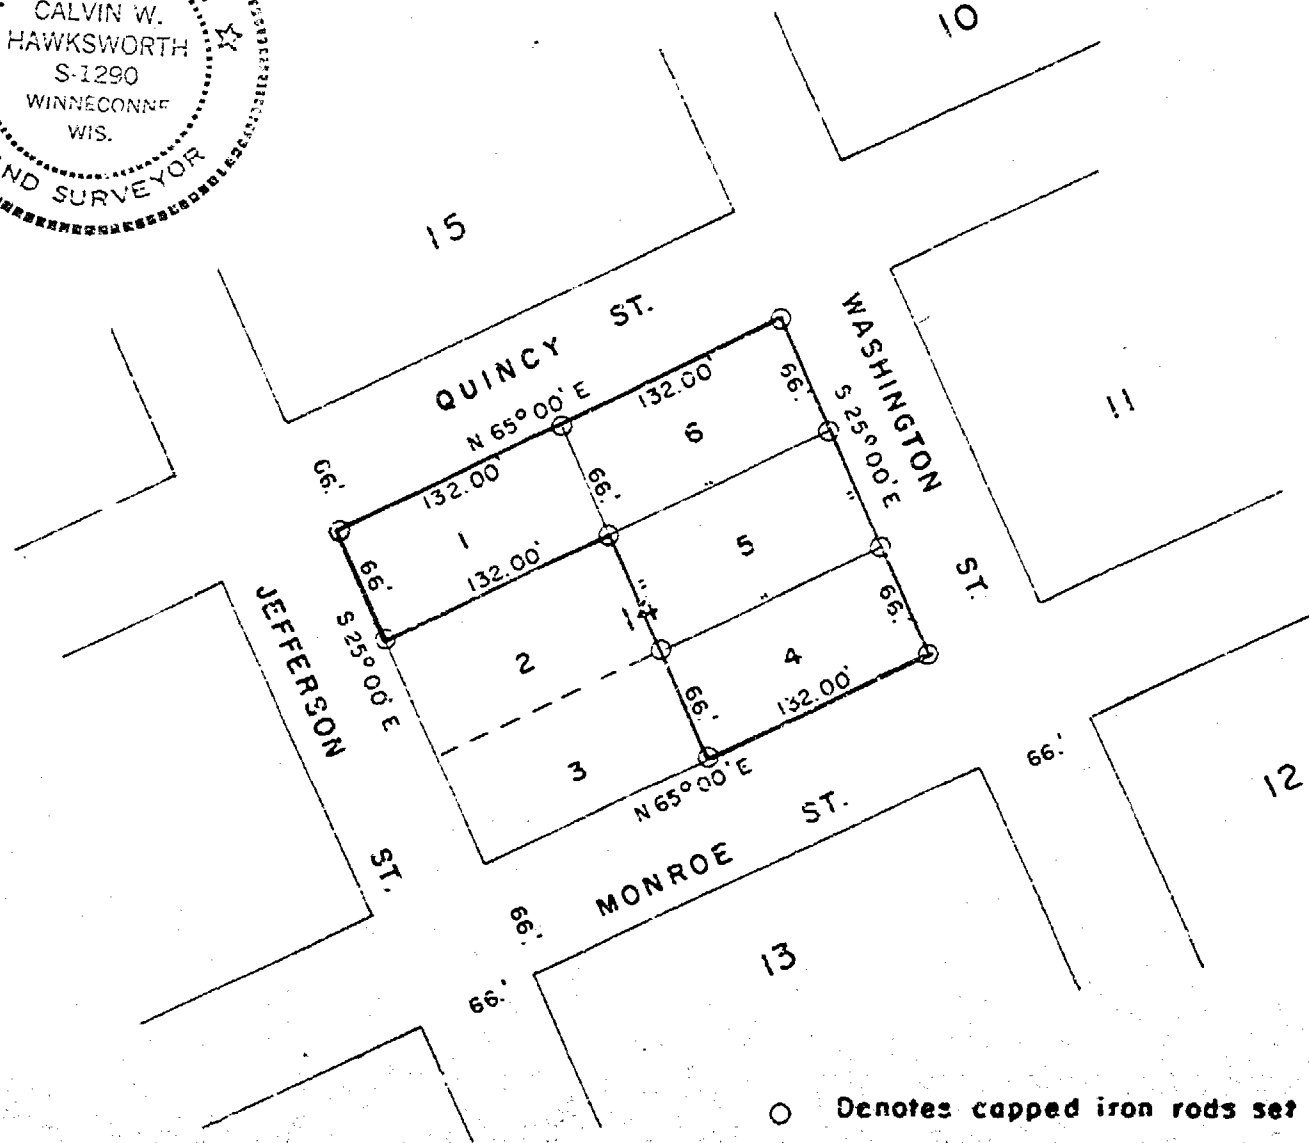 CALVIN W.
HAWKSWORTH
S-1290
WINNECONNE
WIS.
ND SURVEYOR
10
15
QUINCY ST.
N 65°00' E
132.00'
132.00'
WASHINGTON ST.
S 25°00' E
11
66.'
66.'
66.'
66.'
1
6
132.00'
"
"
5
JEFFERSON ST.
S 25°00' E
"
14
2
"
66.'
4
66.'
132.00'
3
N 65°00' E
66.'
12
MONROE ST.
66.'
66.'
13
Denotes capped iron rods set